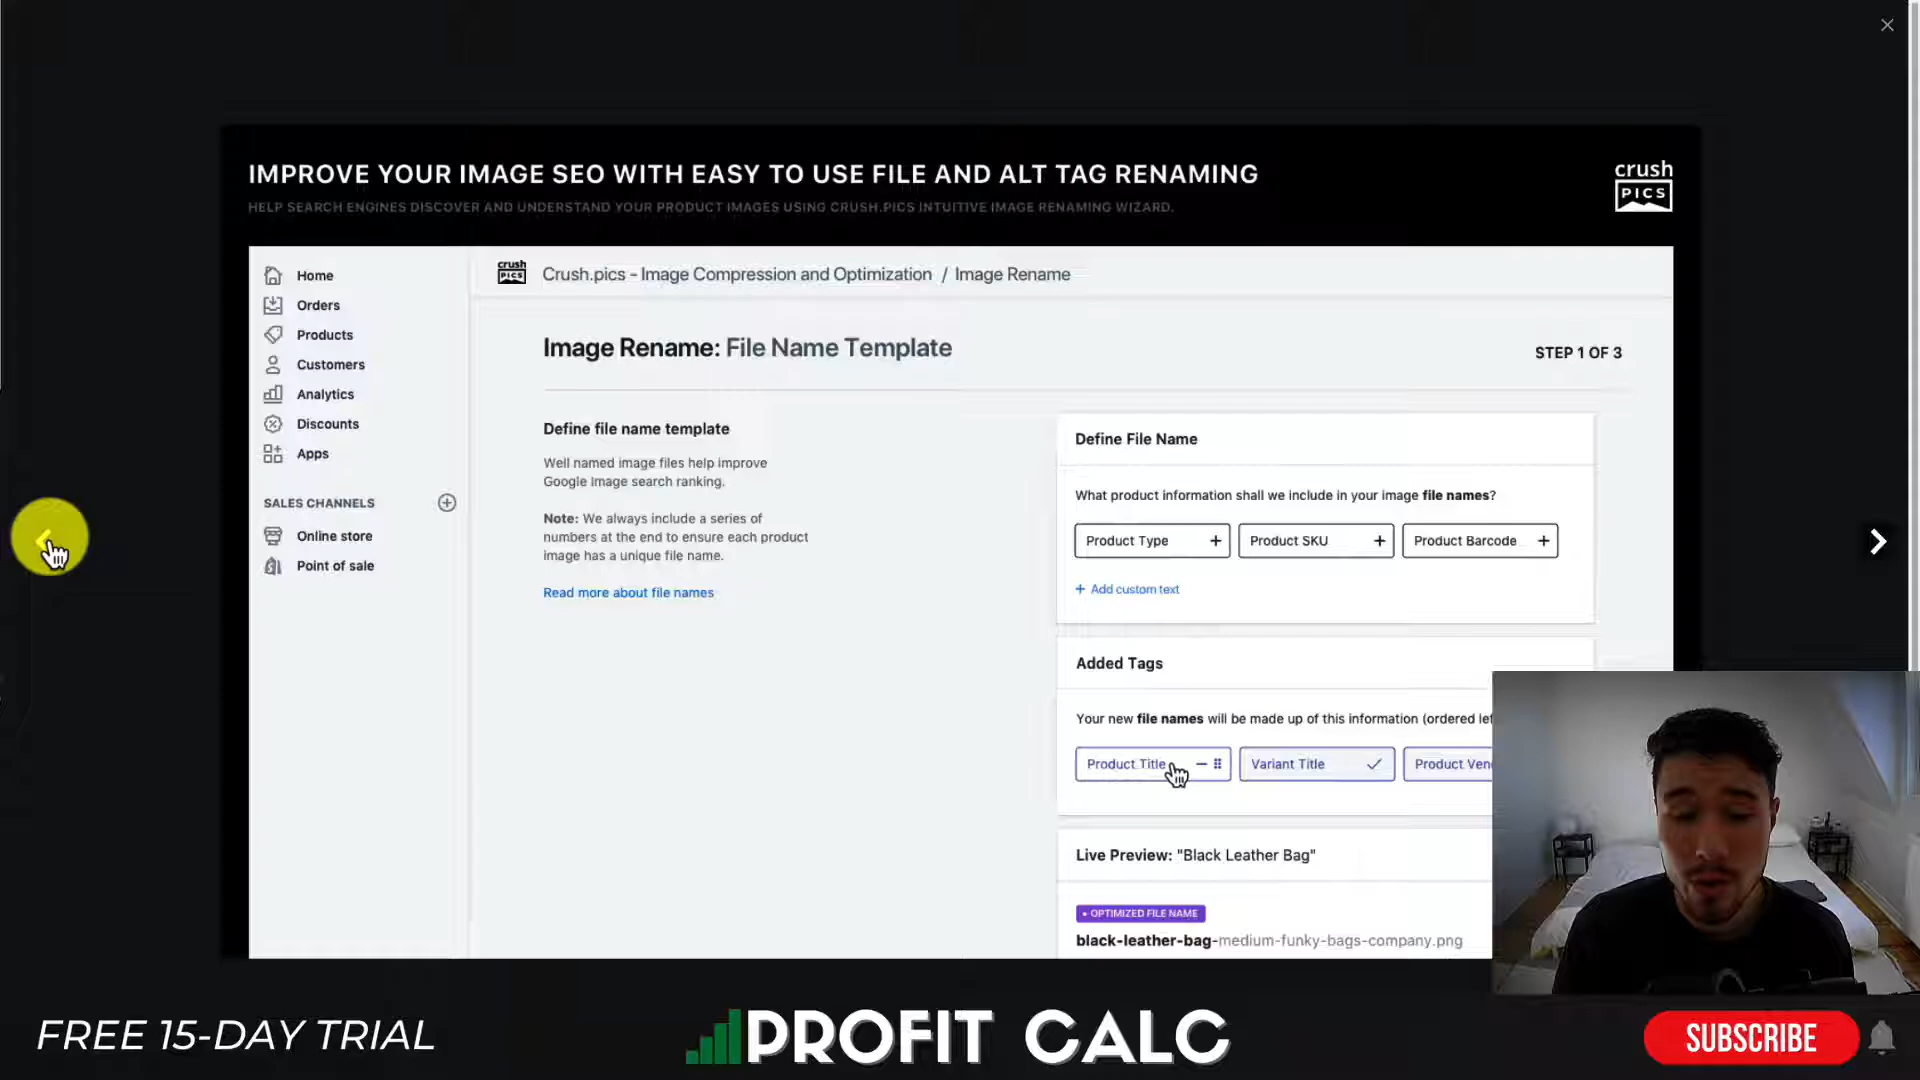 IMPROVE YOUR IMAGE SEO WITH EASY TO USE FILE AND ALT TAG RENAMING
HELP SEARCH ENGINES DISCOVER AND UNDERSTAND YOUR PRODUCT IMAGES USING CRUSH.PICS INTUITIVE IMAGE RENAMING WIZARD.
crush
PICS
Home
Orders
Products
Customers
Analytics
Discounts
Apps
SALES CHANNELS
Online store
Point of sale
crush
PICS
Crush.pics - Image Compression and Optimization / Image Rename
Image Rename: File Name Template
STEP 1 OF 3
Define file name template
Well named image files help improve
Google Image search ranking.
Note: We always include a series of
numbers at the end to ensure each product
image has a unique file name.
Read more about file names
Define File Name
What product information shall we include in your image file names?
Product Type + Product SKU + Product Barcode +
+ Add custom text
Added Tags
Your new file names will be made up of this information (ordered
Product Title Variant Title Product
Live Preview: "Black Leather Bag"
• OPTIMIZED FILE NAME
black-leather-bag-medium-funky-bags-company.png
FREE 15-DAY TRIAL
PROFIT CALC
SUBSCRIBE